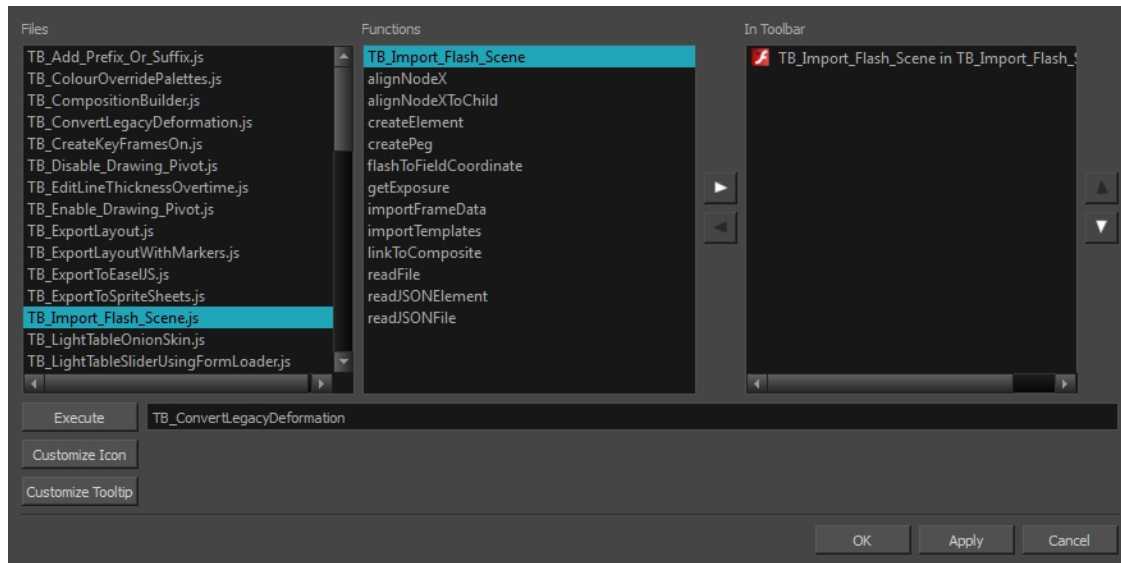 Files
TB_Add_Prefix_Or_Suffix.js
TB_ColourOverridePalettes.js
TB_CompositionBuilder.js
TB_ConvertLegacyDeformation.js
TB_CreateKeyFramesOn.js
TB_Disable_Drawing_Pivot.js
TB_EditLineThicknessOvertime.js
TB_Enable_Drawing_Pivot.js
TB_ExportLayout.js
TB_ExportLayoutWithMarkers.js
TB_ExportToEaselJS.js
TB_ExportToSpriteSheets.js
TB_Import_Flash_Scene.js
TB_LightTableOnionSkin.js
TB_LightTableSliderUsingFormLoader.js
Functions
TB_Import_Flash_Scene
alignNodeX
alignNodeXToChild
createElement
createPeg
flashToFieldCoordinate
getExposure
importFrameData
importTemplates
linkToComposite
readFile
readJSONElement
readJSONFile
In Toolbar
TB_Import_Flash_Scene in TB_Import_Flash_S
Execute TB_ConvertLegacyDeformation
Customize Icon
Customize Tooltip
OK Apply Cancel